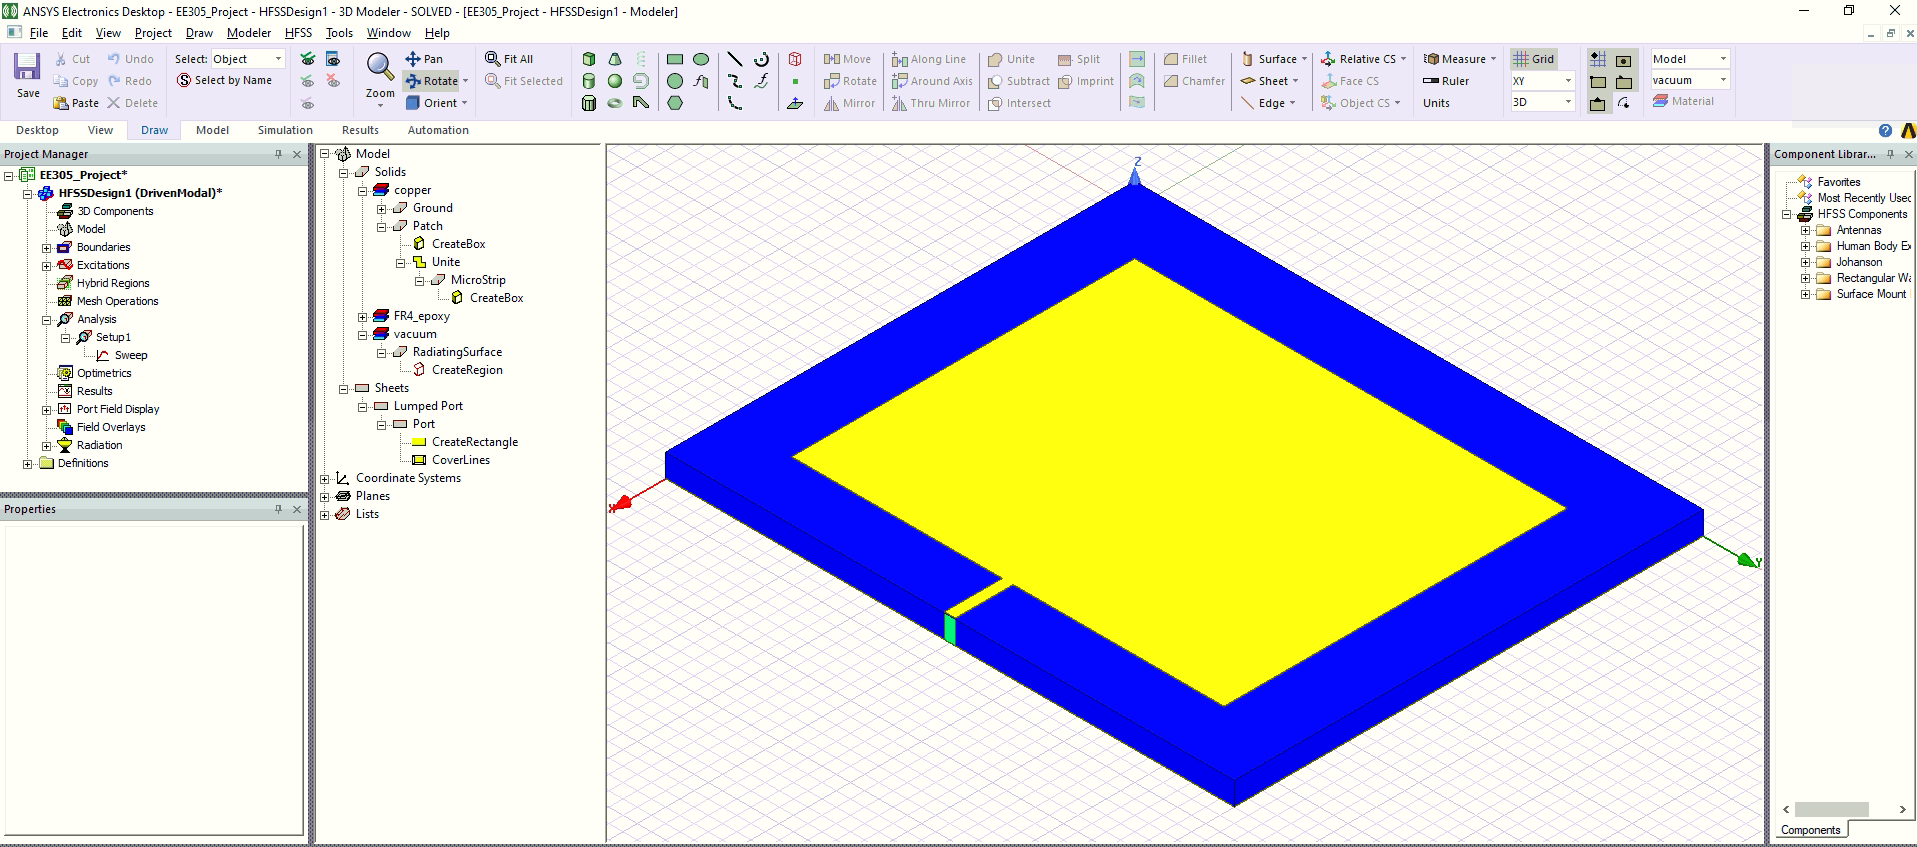 ANSYS Electronics Desktop - EE305_Project - HFSSDesign1 - 3D Modeler - SOLVED - [EE305_Project - HFSSDesign1 - Modeler]
File Edit View Project Draw Modeler HFSS Tools Window Help
Save
Cut
Copy
Paste
Undo
Redo
Delete
Select: Object
Select by Name
Zoom
Pan
Rotate
Orient
Fit All
Fit Selected
Move
Rotate
Mirror
Along Line
Around Axis
Thru Mirror
Unite
Subtract
Intersect
Split
Imprint
Fillet
Chamfer
Surface
Sheet
Edge
Relative CS
Face CS
Object CS
Measure
Ruler
Units
Grid
XY
3D
Model
vacuum
Material
Desktop View Draw Model Simulation Results Automation
Project Manager
EE305_Project*
HFSSDesign1 (DrivenModal)*
3D Components
Model
Boundaries
Excitations
Hybrid Regions
Mesh Operations
Analysis
Setup1
Sweep
Optimetrics
Results
Port Field Display
Field Overlays
Radiation
Definitions
Properties
Model
Solids
copper
Ground
Patch
CreateBox
Unite
MicroStrip
CreateBox
FR4_epoxy
vacuum
RadiatingSurface
CreateRegion
Sheets
Lumped Port
Port
CreateRectangle
CoverLines
Coordinate Systems
Planes
Lists
Z
X
Y
Component Librar...
Favorites
Most Recently Used
HFSS Components
Antennas
Human Body Ex
Johanson
Rectangular Wa
Surface Mount
Components